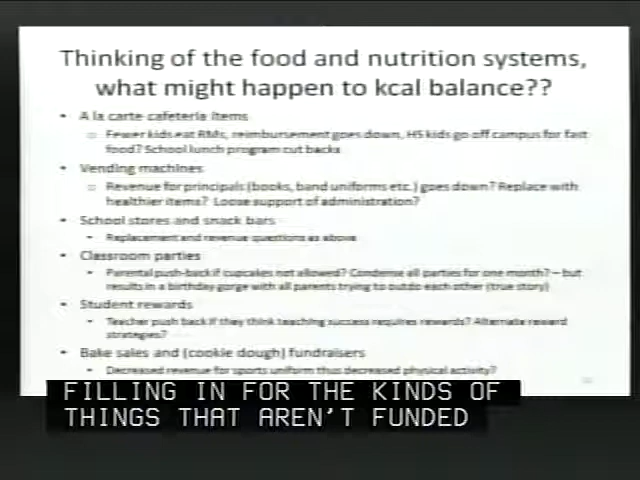 Thinking of the food and nutrition systems,
what might happen to kcal balance??
• A la carte cafeteria items
o Fewer kids eat RMs, reimbursement goes down, HS kids go off campus for fast
food? School lunch program cut backs
• Vending machines
o Revenue for principals (books, band uniforms etc.) goes down? Replace with
healthier items? Loose support of administration?
• School stores and snack bars
• Replacement and revenue questions as above
• Classroom parties
• Parental push-back if cupcakes not allowed? Condense all parties for one month? – but
results in a birthday gorge with all parents trying to outdo each other (true story)
• Student rewards
• Teacher push back if they think teaching success requires rewards? Alternate reward
strategies?
• Bake sales and (cookie dough) fundraisers
• Decreased revenue for sports uniform thus decreased physical activity?
FILLING IN FOR THE KINDS OF
THINGS THAT AREN'T FUNDED